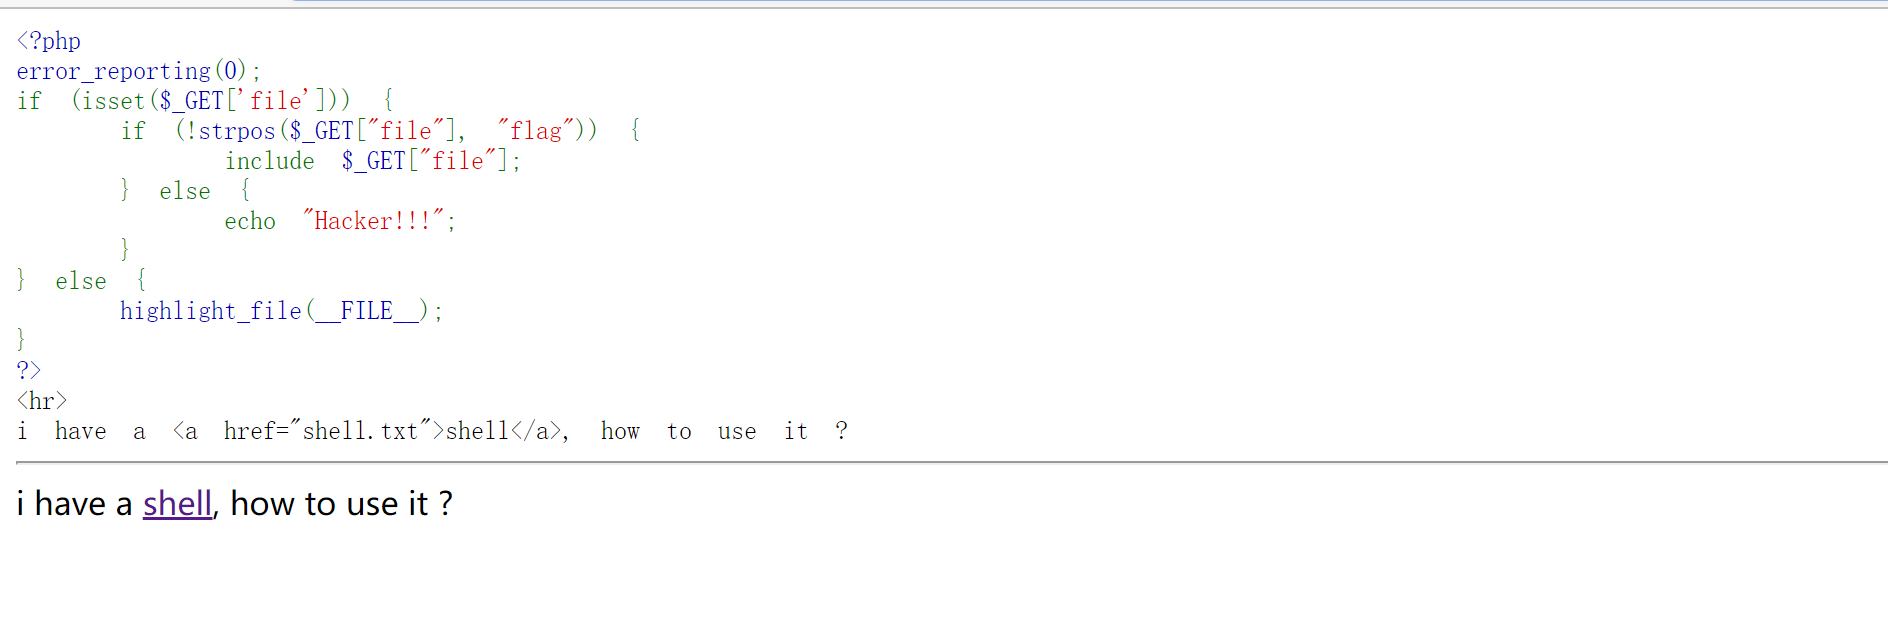 <?php
error_reporting(0);
if (isset($_GET['file'])) {
if (!strpos($_GET["file"], "flag")) {
include $_GET["file"];
} else {
echo "Hacker!!!";
}
} else {
highlight_file(__FILE__);
}
?>
<hr>
i have a <a href="shell.txt">shell</a>, how to use it ?
i have a shell, how to use it ?